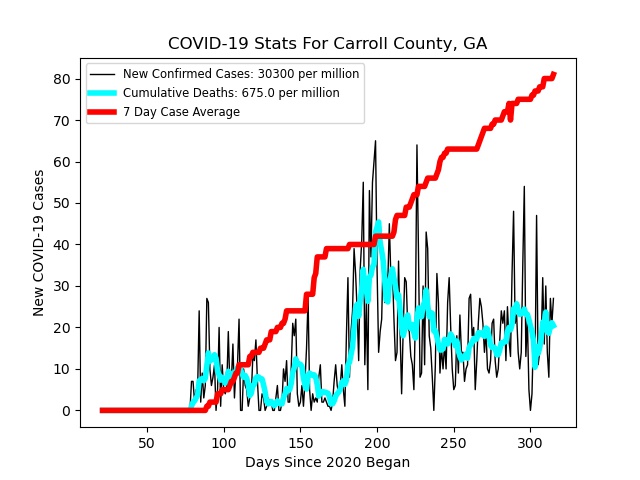 COVID-19 Stats For Carroll County, GA
New Confirmed Cases: 30300 per million
Cumulative Deaths: 675.0 per million
7 Day Case Average
New COVID-19 Cases
80
70
60
50
40
30
20
10
0
50 100 150 200 250 300
Days Since 2020 Began